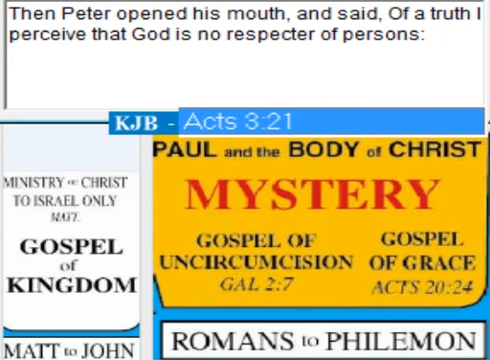 Then Peter opened his mouth, and said, Of a truth I
perceive that God is no respecter of persons:
KJB - Acts 3:21
MINISTRY of CHRIST
TO ISRAEL ONLY
MATT.
GOSPEL
of
KINGDOM
MATT to JOHN
PAUL and the BODY of CHRIST
MYSTERY
GOSPEL OF
UNCIRCUMCISION
GAL 2:7
GOSPEL
OF GRACE
ACTS 20:24
ROMANS to PHILEMON